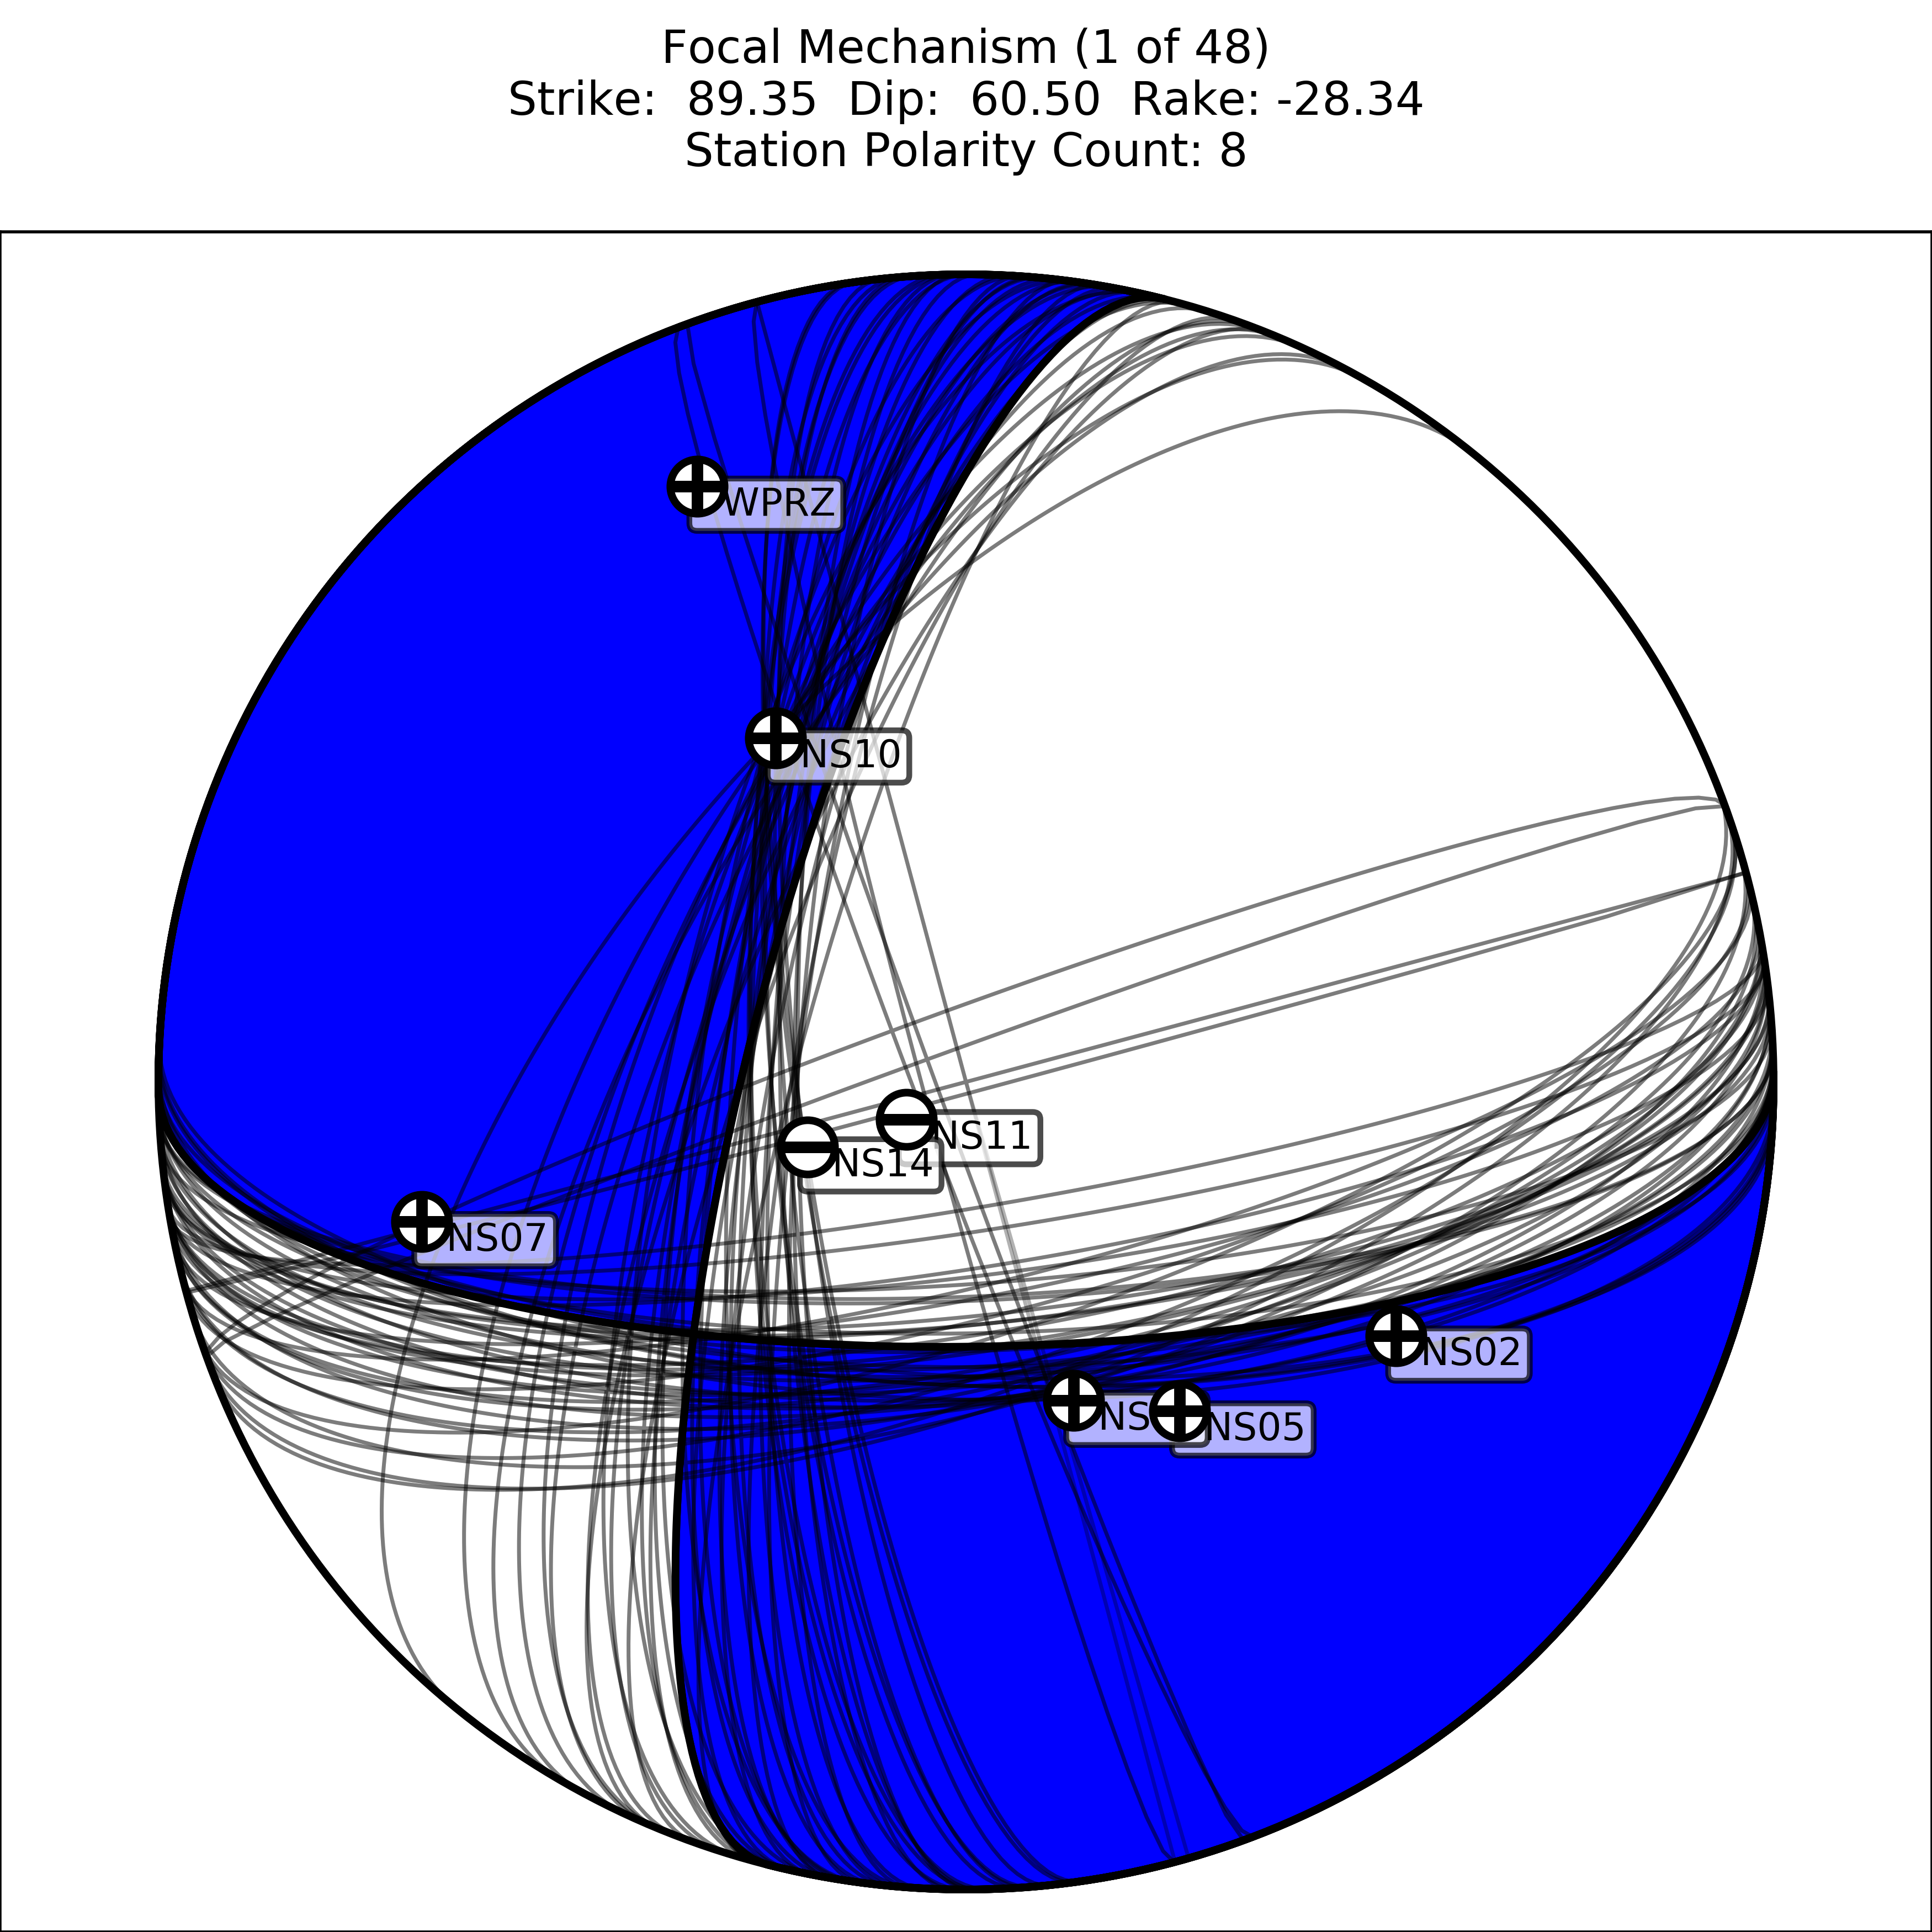 Focal Mechanism (1 of 48)
Strike:  89.35  Dip:  60.50  Rake: -28.34
Station Polarity Count: 8
WPRZ
NS10
NS11
NS14
NS07
NS02
NS05